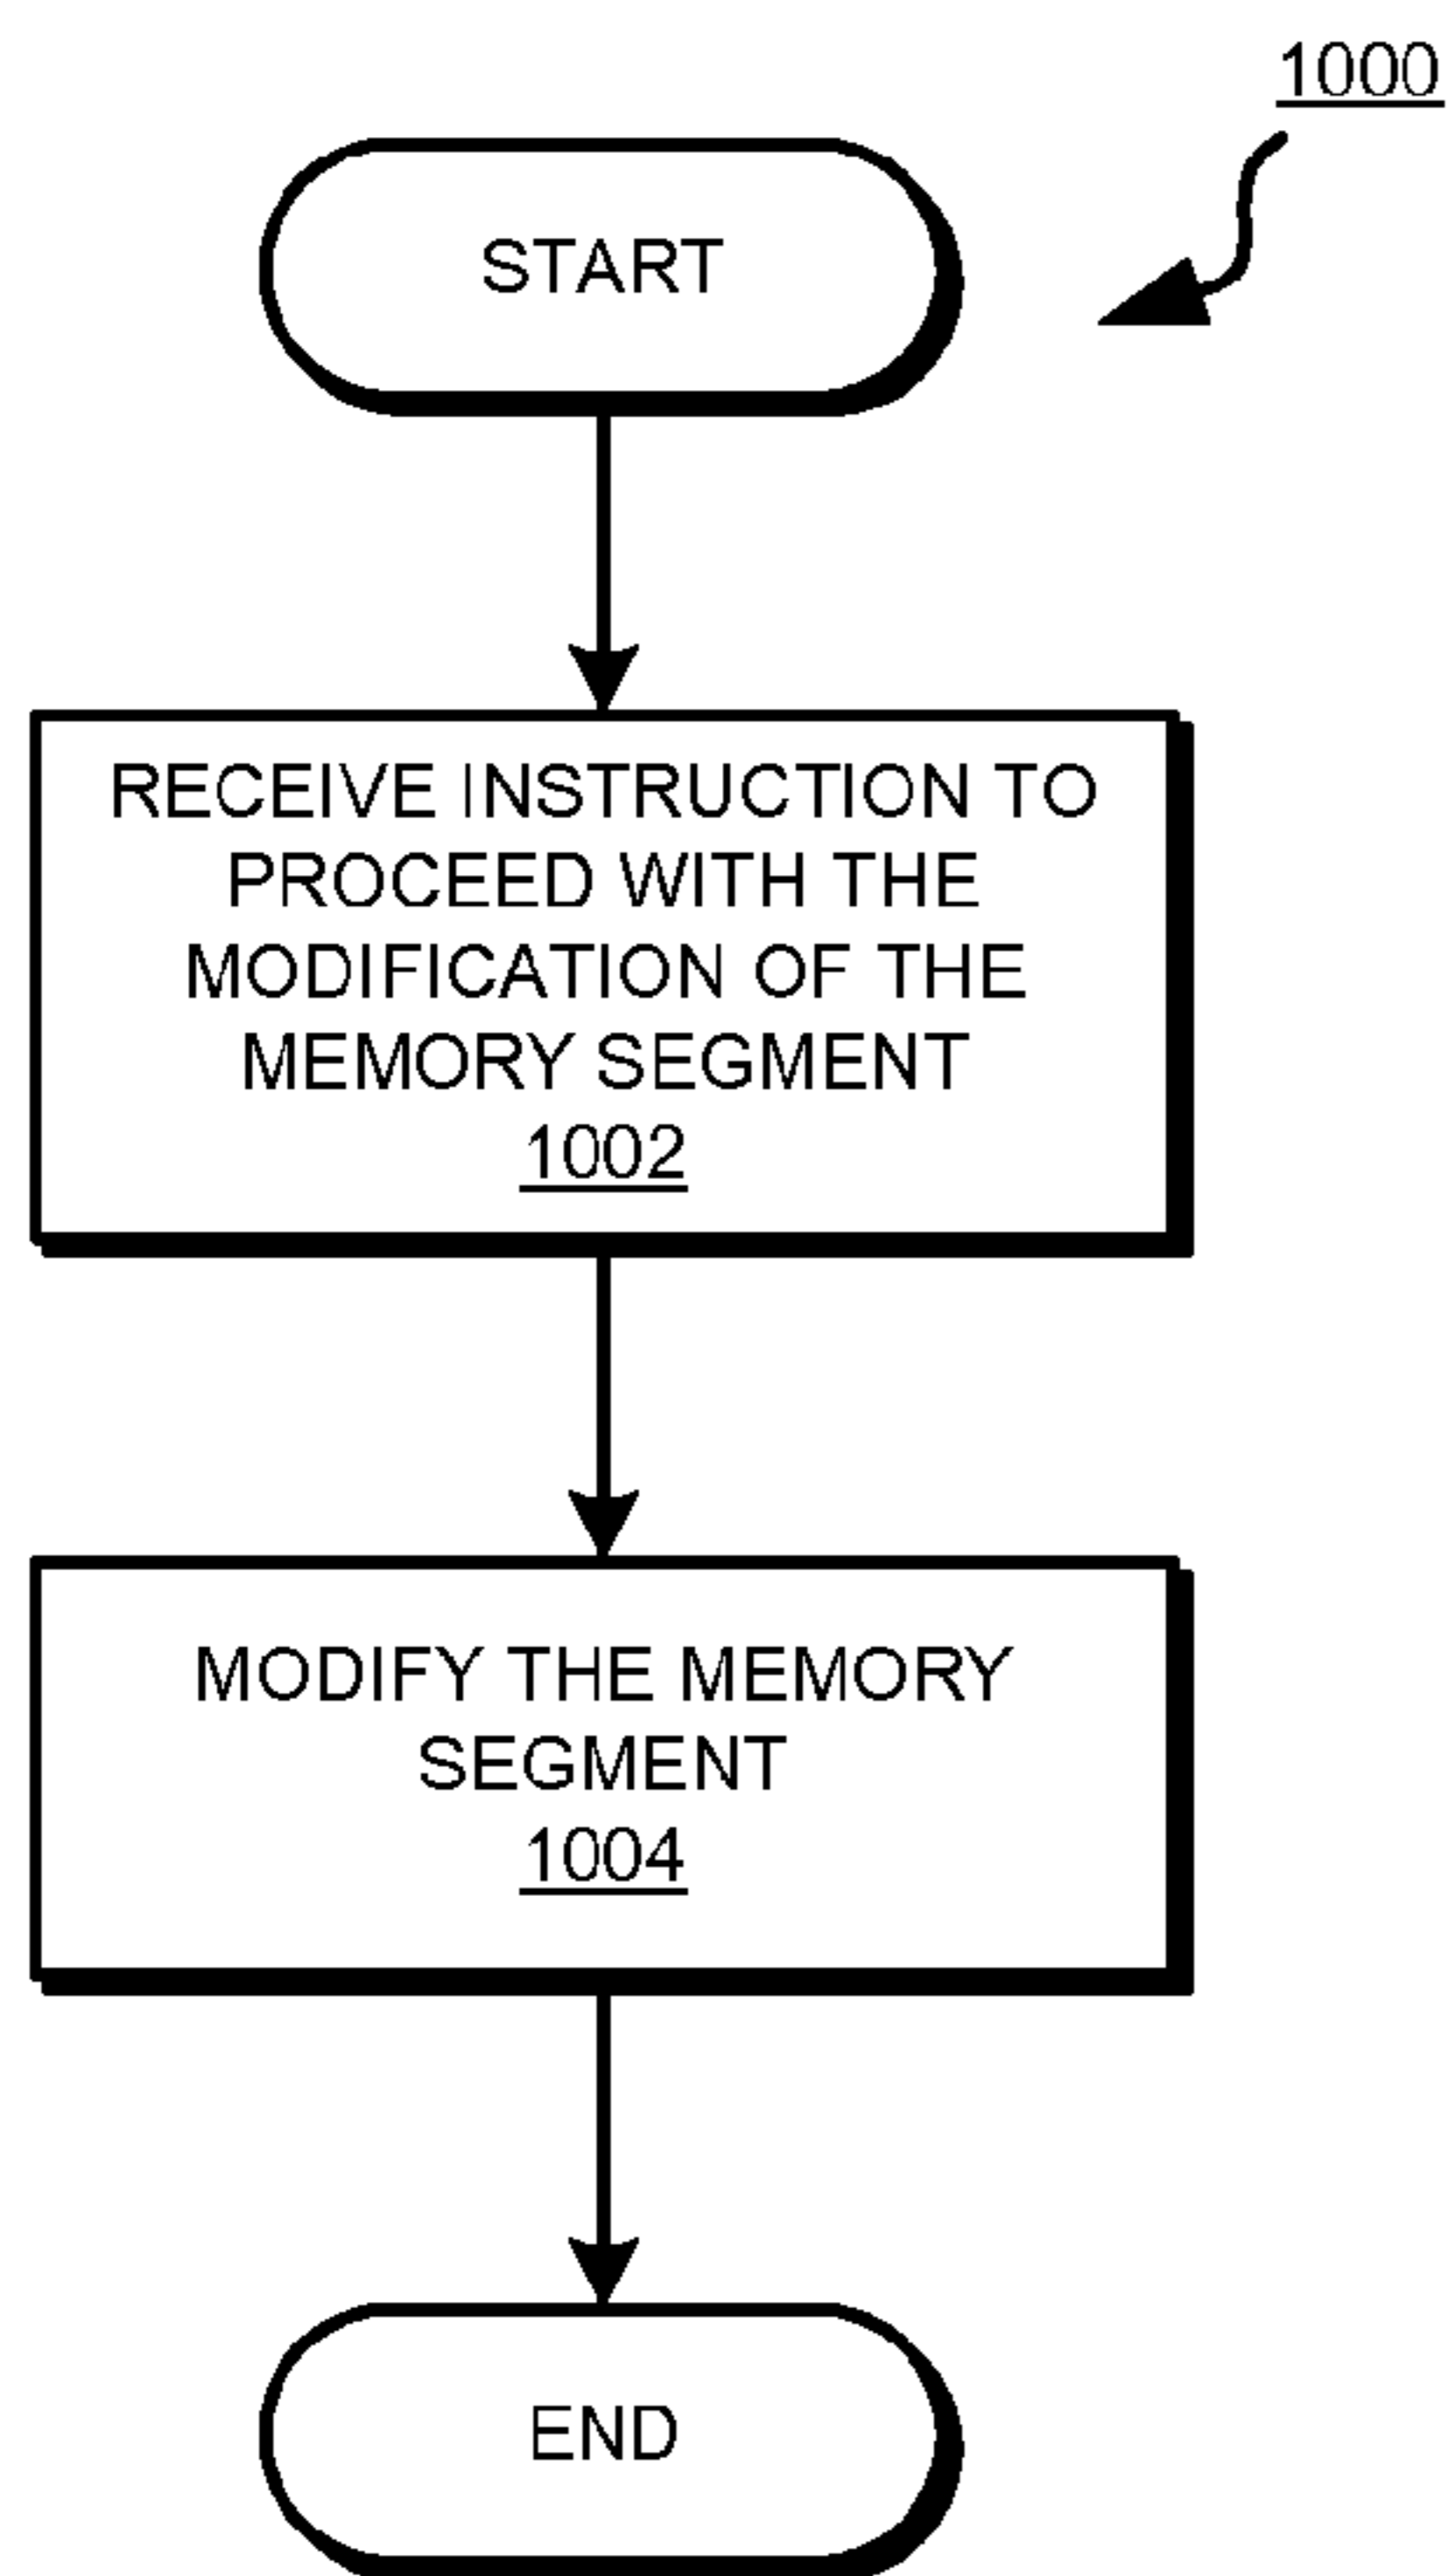 1000
START
RECEIVE INSTRUCTION TO
PROCEED WITH THE
MODIFICATION OF THE
MEMORY SEGMENT
1002
MODIFY THE MEMORY
SEGMENT
1004
END